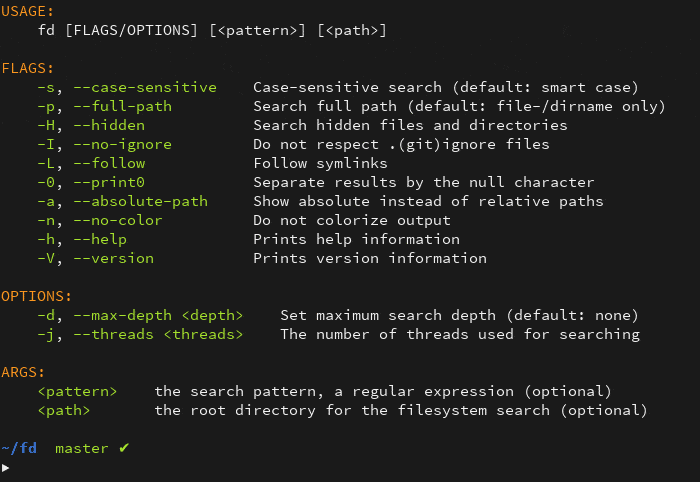 USAGE:
    fd [FLAGS/OPTIONS] [<pattern>] [<path>]

FLAGS:
    -s, --case-sensitive    Case-sensitive search (default: smart case)
    -p, --full-path         Search full path (default: file-/dirname only)
    -H, --hidden            Search hidden files and directories
    -I, --no-ignore         Do not respect .(git)ignore files
    -L, --follow            Follow symlinks
    -0, --print0            Separate results by the null character
    -a, --absolute-path     Show absolute instead of relative paths
    -n, --no-color          Do not colorize output
    -h, --help              Prints help information
    -V, --version           Prints version information

OPTIONS:
    -d, --max-depth <depth>    Set maximum search depth (default: none)
    -j, --threads <threads>    The number of threads used for searching

ARGS:
    <pattern>    the search pattern, a regular expression (optional)
    <path>       the root directory for the filesystem search (optional)

~/fd  master ✔
▶